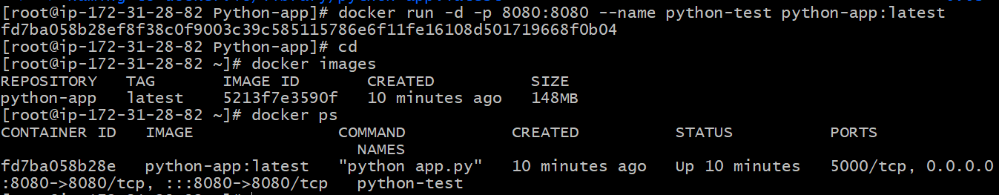 [root@ip-172-31-28-82 Python-app]# docker run -d -p 8080:8080 --name python-test python-app:latest
fd7ba058b28ef8f38c0f9003c39c585115786e6f11fe16108d501719668f0b04
[root@ip-172-31-28-82 Python-app]# cd
[root@ip-172-31-28-82 ~]# docker images
REPOSITORY   TAG       IMAGE ID       CREATED          SIZE
python-app   latest    5213f7e3590f   10 minutes ago   148MB
[root@ip-172-31-28-82 ~]# docker ps
CONTAINER ID   IMAGE               COMMAND           CREATED          STATUS          PORTS
NAMES
fd7ba058b28e   python-app:latest   "python app.py"   10 minutes ago   Up 10 minutes   5000/tcp, 0.0.0.0
:8080->8080/tcp, :::8080->8080/tcp   python-test